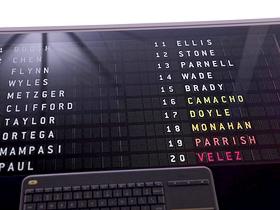 CHEN
FLYNN
WYLES
METZGER
CLIFFORD
TAYLOR
ORTEGA
MAMPASI
PAUL
11 ELLIS
12 STONE
13 PARNELL
14 WADE
15 BRADY
16 CAMACHO
17 DOYLE
18 MONAHAN
19 PARRISH
20 VELEZ